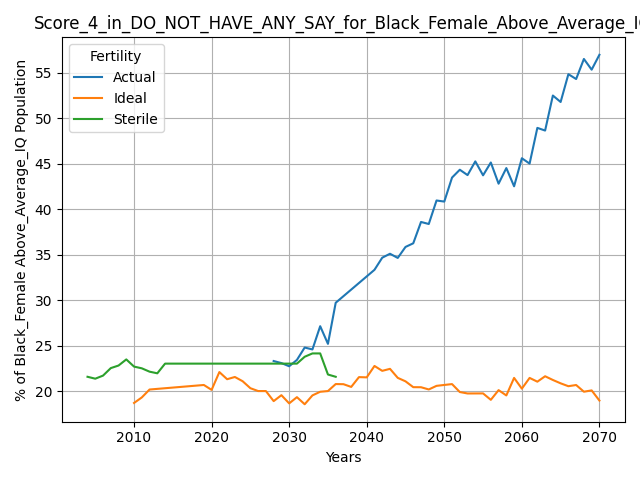 Score_4_in_DO_NOT_HAVE_ANY_SAY_for_Black_Female_Above_Average_I
Fertility
Actual
Ideal
Sterile
% of Black_Female Above_Average_IQ Population
55
50
45
40
35
30
25
20
2010 2020 2030 2040 2050 2060 2070
Years